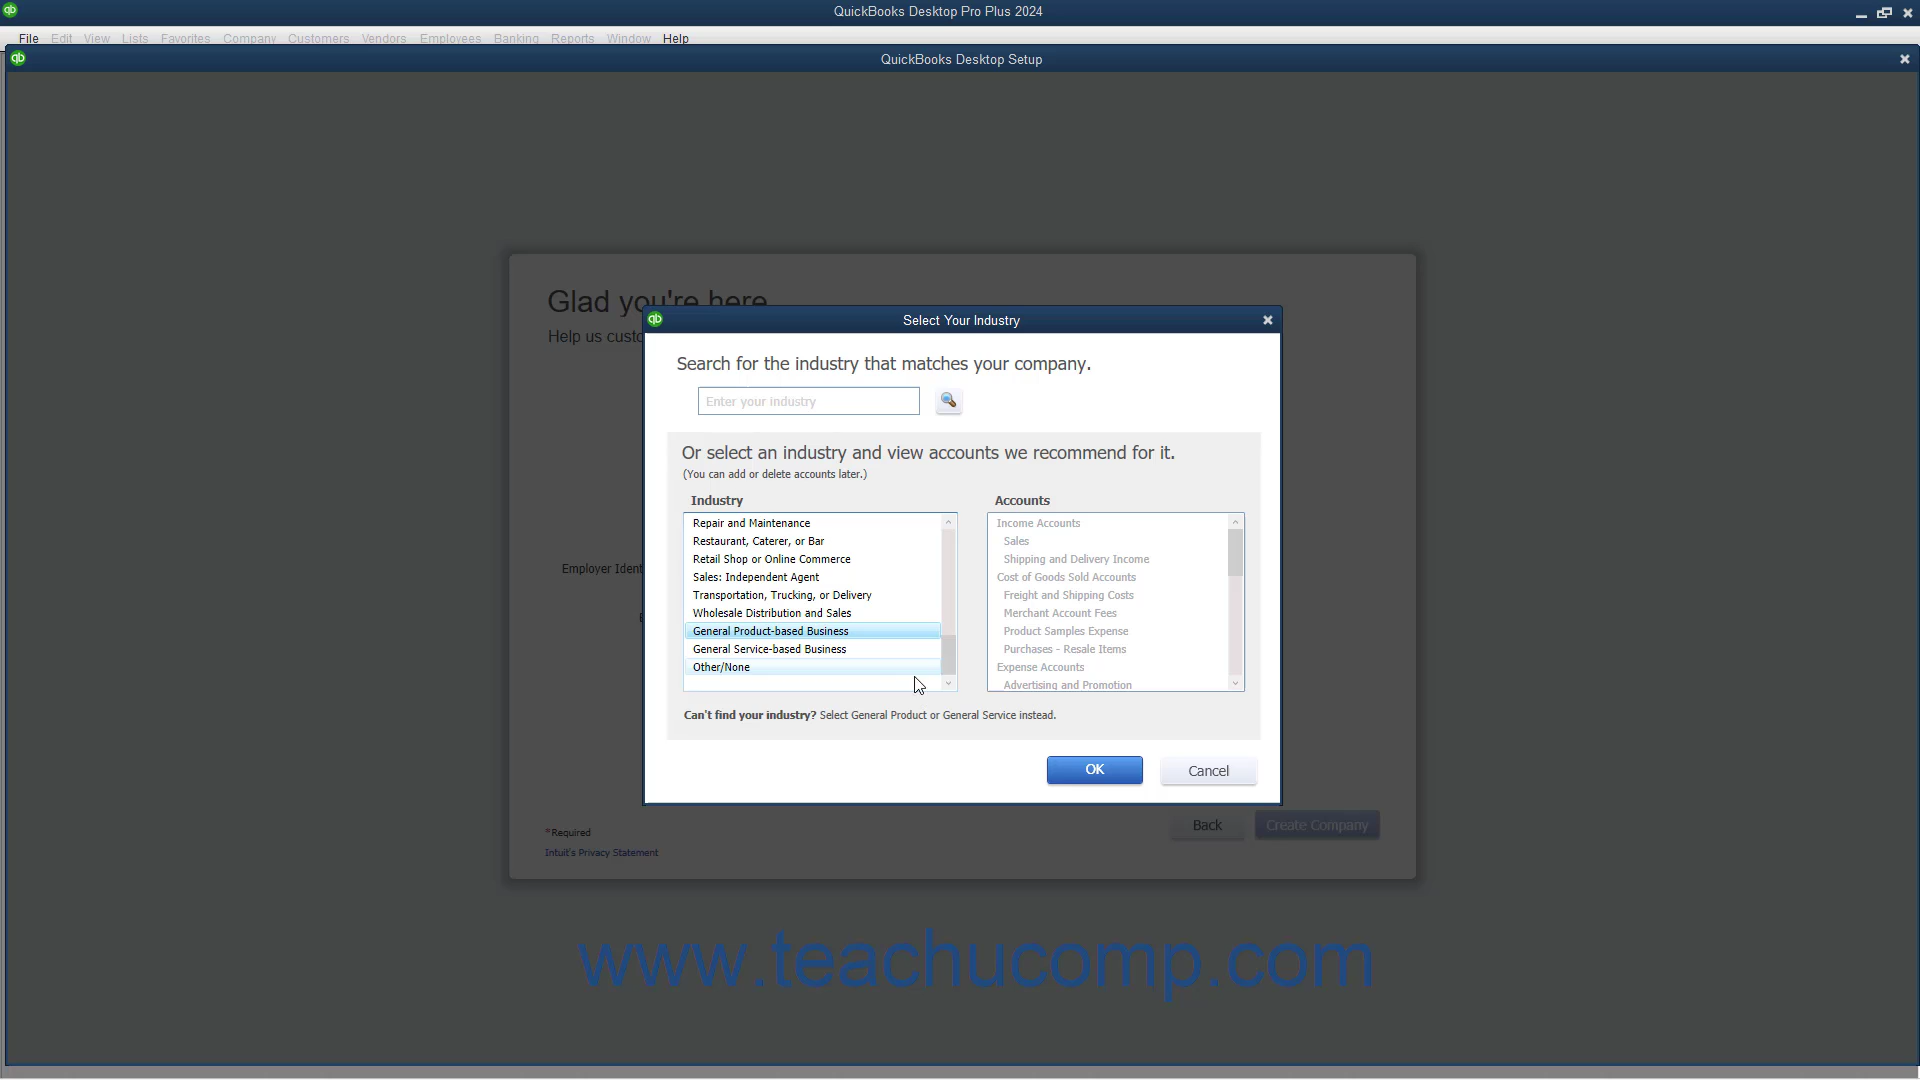 QuickBooks Desktop Pro Plus 2024
File Edit View Lists Favorites Company Customers Vendors Employees Banking Reports Window Help
QuickBooks Desktop Setup
Glad you're here
Help us custo
Select Your Industry
Search for the industry that matches your company.
Enter your industry
Or select an industry and view accounts we recommend for it.
(You can add or delete accounts later.)
Industry
Repair and Maintenance
Restaurant, Caterer, or Bar
Retail Shop or Online Commerce
Sales: Independent Agent
Transportation, Trucking, or Delivery
Wholesale Distribution and Sales
General Product-based Business
General Service-based Business
Other/None
Accounts
Income Accounts
Sales
Shipping and Delivery Income
Cost of Goods Sold Accounts
Freight and Shipping Costs
Merchant Account Fees
Product Samples Expense
Purchases - Resale Items
Expense Accounts
Advertising and Promotion
Can't find your industry? Select General Product or General Service instead.
OK
Cancel
Employer Ident
*Required
Intuit's Privacy Statement
Back
Create Company
www.teachucomp.com